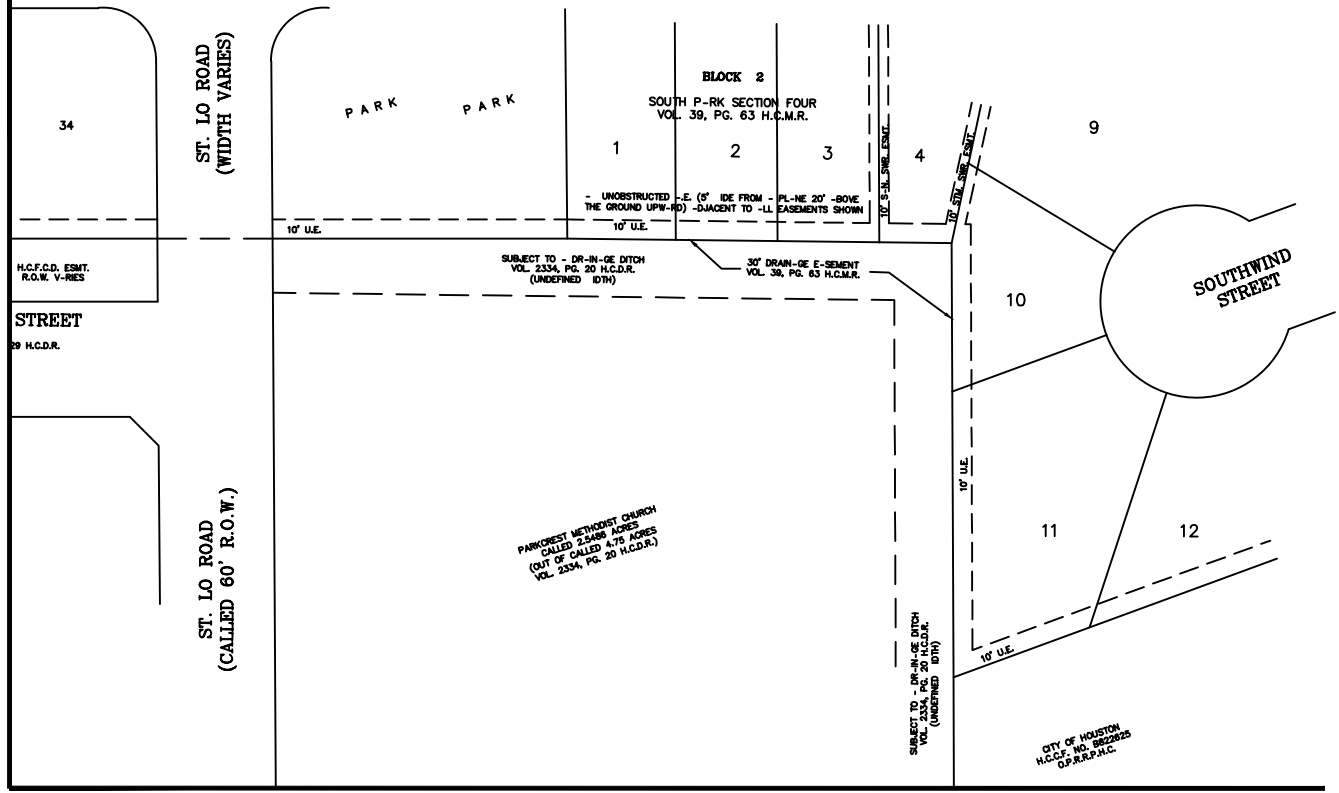 34
ST. LO ROAD
(WIDTH VARIES)
PARK
PARK
BLOCK 2
SOUTH P-RK SECTION FOUR
VOL. 39, PG. 63 H.C.M.R.
1
2
3
4
9
10' S-N. SWR. ESMT.
10' STM. SWR. ESMT.
- UNOBSTRUCTED -.E. (5' IDE FROM - PL-NE 20' -BOVE
THE GROUND UPW-RD) -DJACENT TO -LL EASEMENTS SHOWN
10' U.E.
10' U.E.
H.C.F.C.D. ESMT.
R.O.W. V-RIES
SUBJECT TO - DR-IN-GE DITCH
VOL. 2334, PG. 20 H.C.D.R.
(UNDEFINED IDTH)
30' DRAIN-GE E-SEMENT
VOL. 39, PG. 63 H.C.M.R.
10
SOUTHWIND
STREET
STREET
29 H.C.D.R.
10' U.E.
ST. LO ROAD
(CALLED 60' R.O.W.)
PARKCREST METHODIST CHURCH
CALLED 2.5486 ACRES
(OUT OF CALLED 4.75 ACRES
VOL. 2334, PG. 20 H.C.D.R.)
11
12
SUBJECT TO - DR-IN-GE DITCH
VOL. 2334, PG. 20 H.C.D.R.
(UNDEFINED IDTH)
10' U.E.
CITY OF HOUSTON
H.C.C.F. NO. B622625
O.P.R.R.P.H.C.